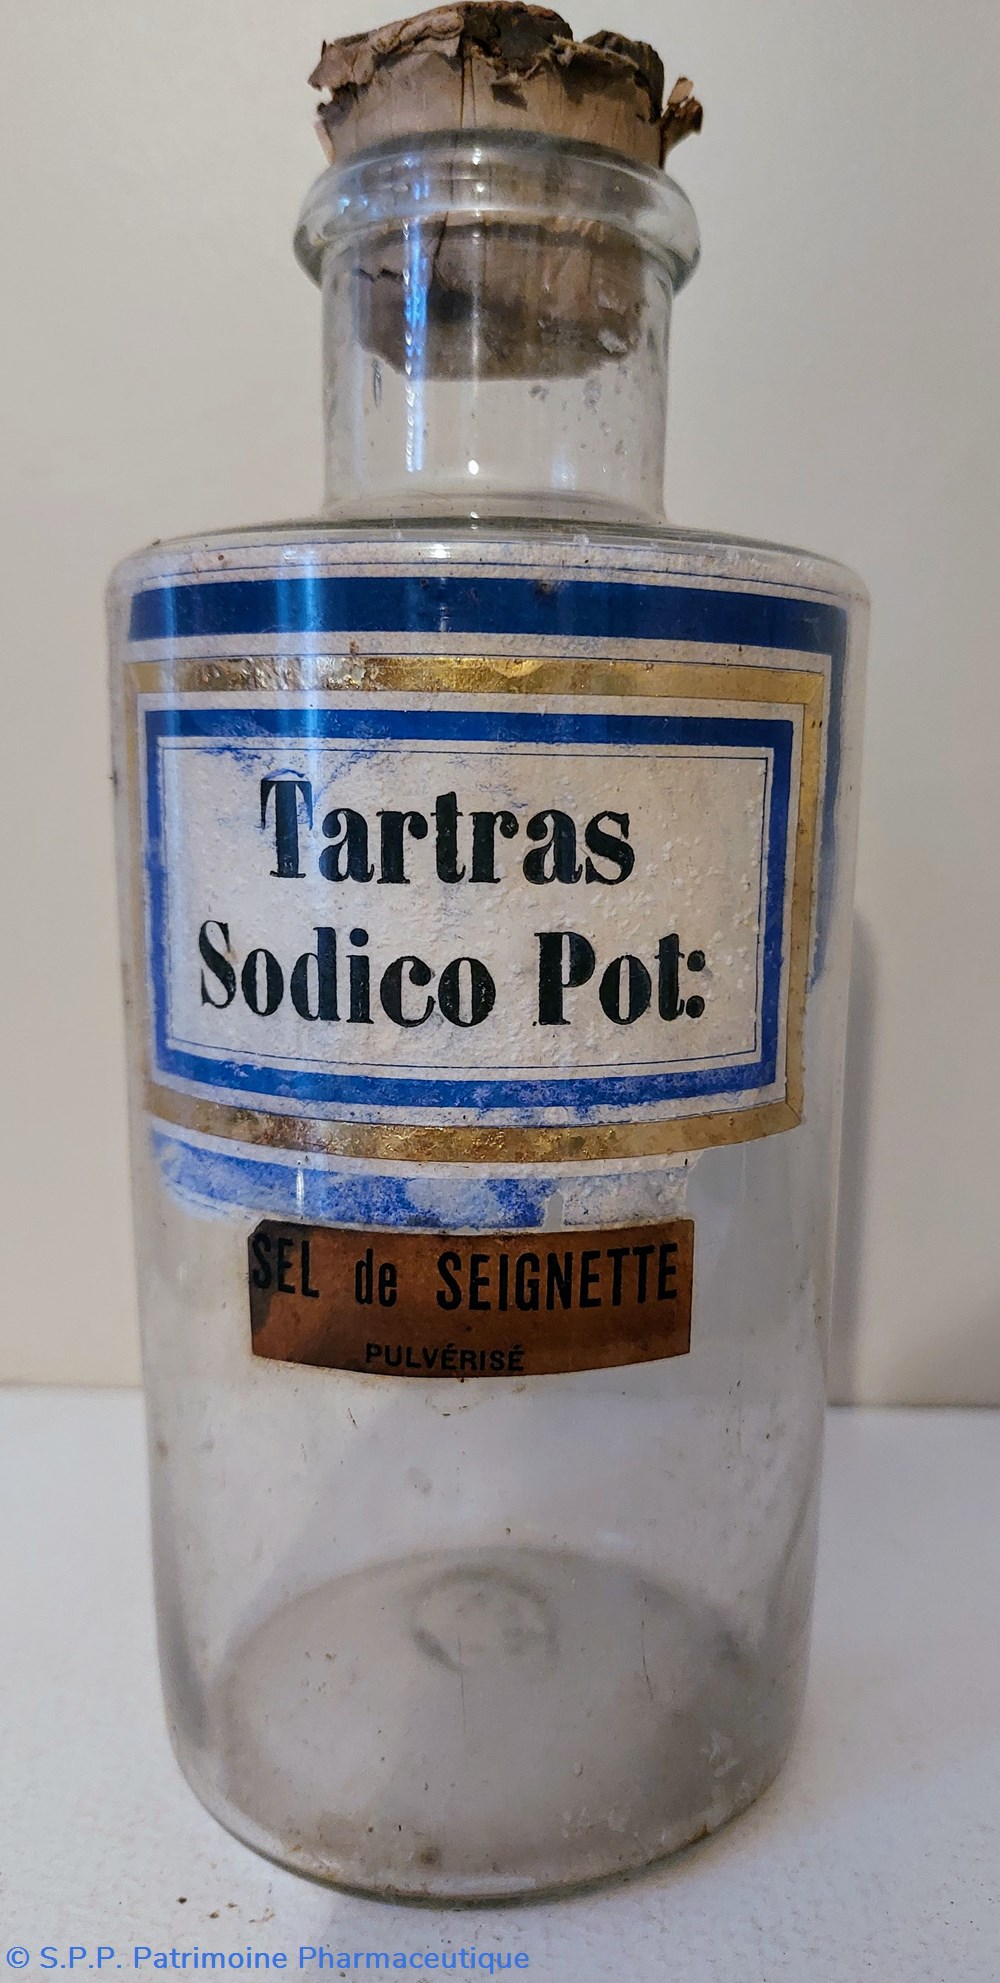 Tartras
Sodico Pot:
SEL de SEIGNETTE
PULVÉRISÉ
© S.P.P. Patrimoine Pharmaceutique